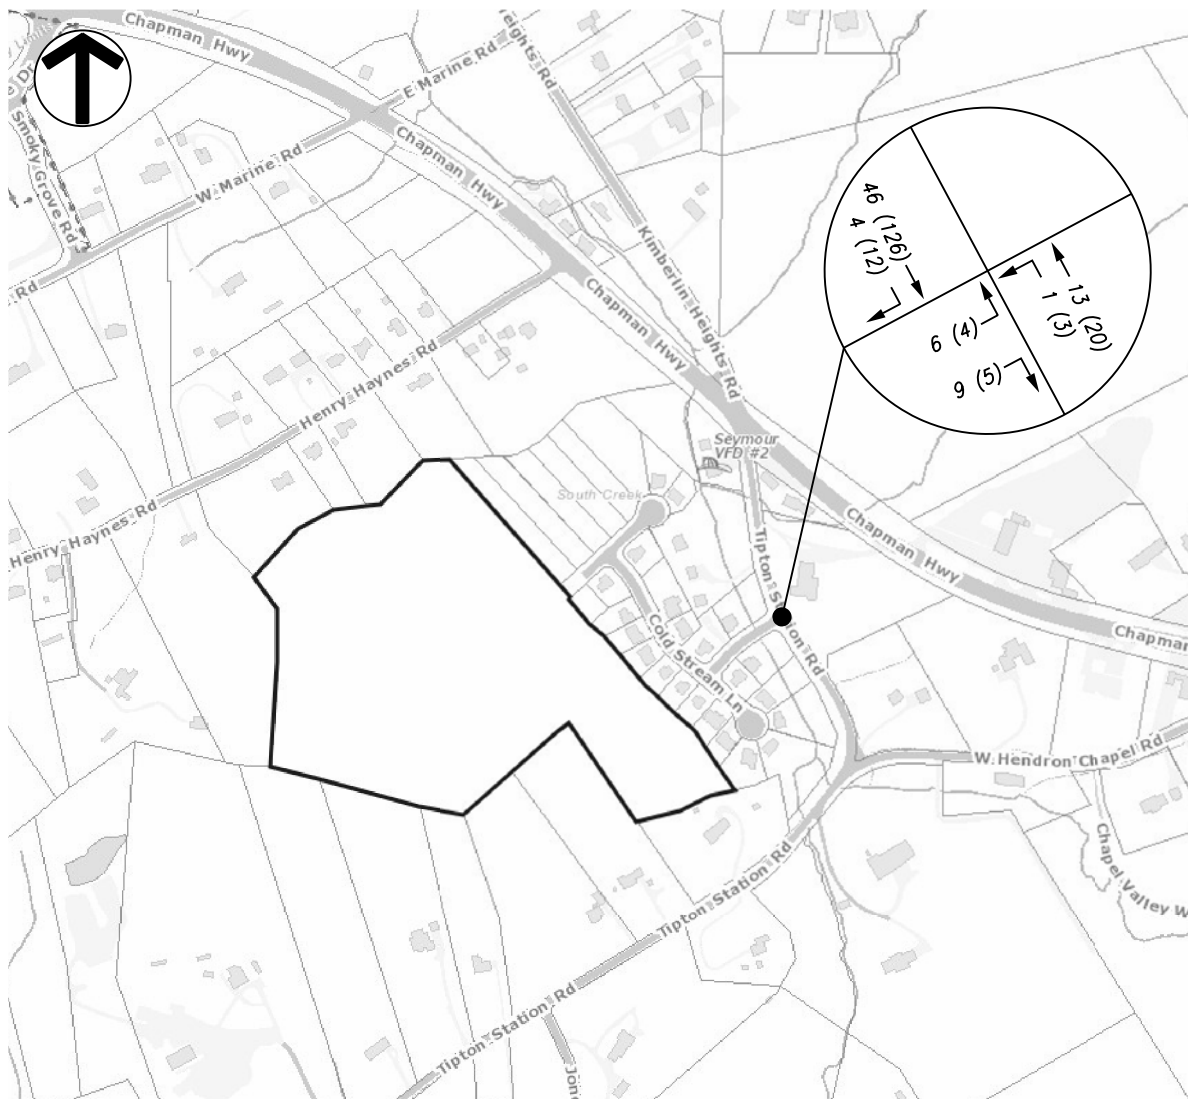 Chapman Hwy
E Marine Rd
Heights Rd
Limits
Smoky Grove Rd
W Marine Rd
Chapman Hwy
Kimberlin Heights Rd
Rd
Chapman Hwy
Henry Haynes Rd
46 (126)
4 (12)
13 (20)
1 (3)
6 (4)
9 (5)
Seymour
VFD #2
South Creek
Henry Haynes Rd
Chapman Hwy
Tipton Station Rd
Cold Stream Ln
Chapman
W Hendron Chapel Rd
Chapel Valley W
Tipton Station Rd
Tipton Station Rd
Jone